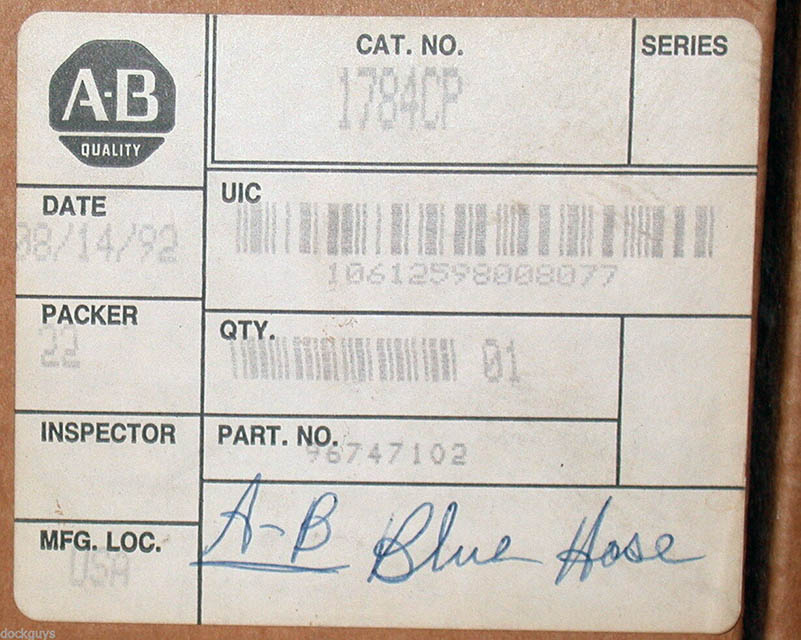 A-B
QUALITY
CAT. NO.
1784CP
SERIES
DATE
08/14/92
UIC
10612598008077
PACKER
22
QTY.
01
INSPECTOR
PART. NO.
96747102
MFG. LOC.
USA
A-B Blue Hose
dockguys